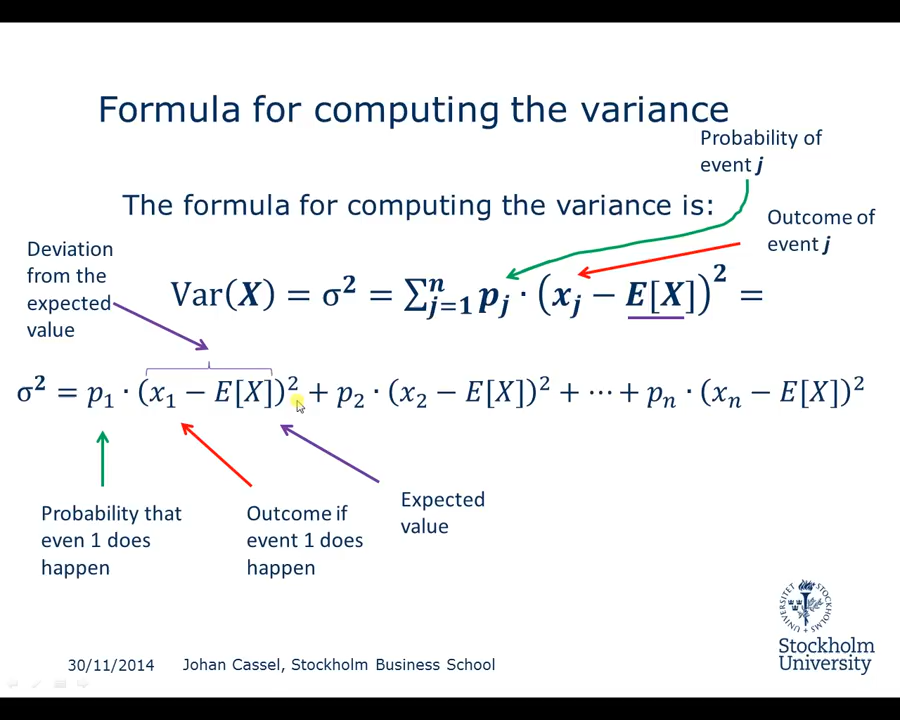 Formula for computing the variance
Probability of
event j
The formula for computing the variance is:
Outcome of
event j
Deviation
from the
expected
value
Var(X) = σ² = ∑ⁿⱼ₌₁ pⱼ · (xⱼ − E[X])² =
σ² = p₁ · (x₁ − E[X])² + p₂ · (x₂ − E[X])² + ⋯ + pₙ · (xₙ − E[X])²
Probability that
even 1 does
happen
Outcome if
event 1 does
happen
Expected
value
30/11/2014 Johan Cassel, Stockholm Business School
Stockholm
University